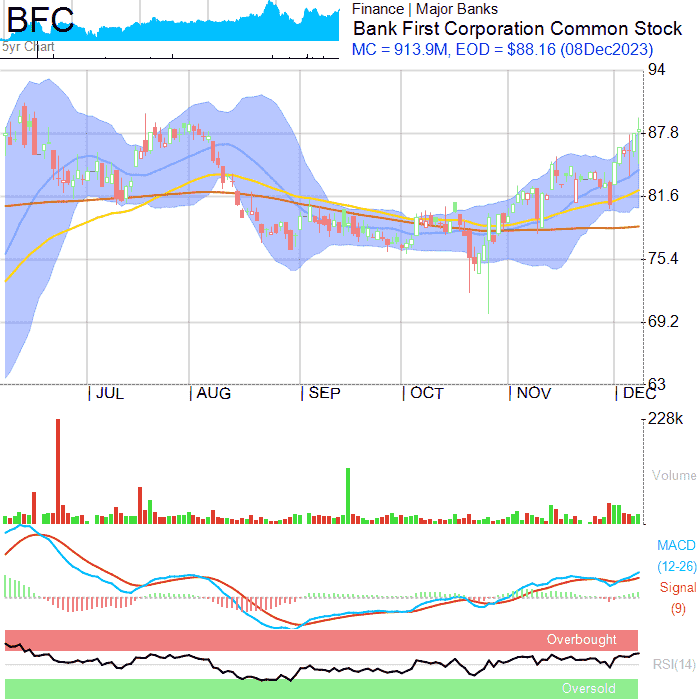 BFC
5yr Chart
Finance | Major Banks
Bank First Corporation Common Stock
MC = 913.9M, EOD = $88.16 (08Dec2023)
94
87.8
81.6
75.4
69.2
63
JUL AUG SEP OCT NOV DEC
228k
Volume
MACD
(12-26)
Signal
(9)
Overbought
RSI(14)
Oversold